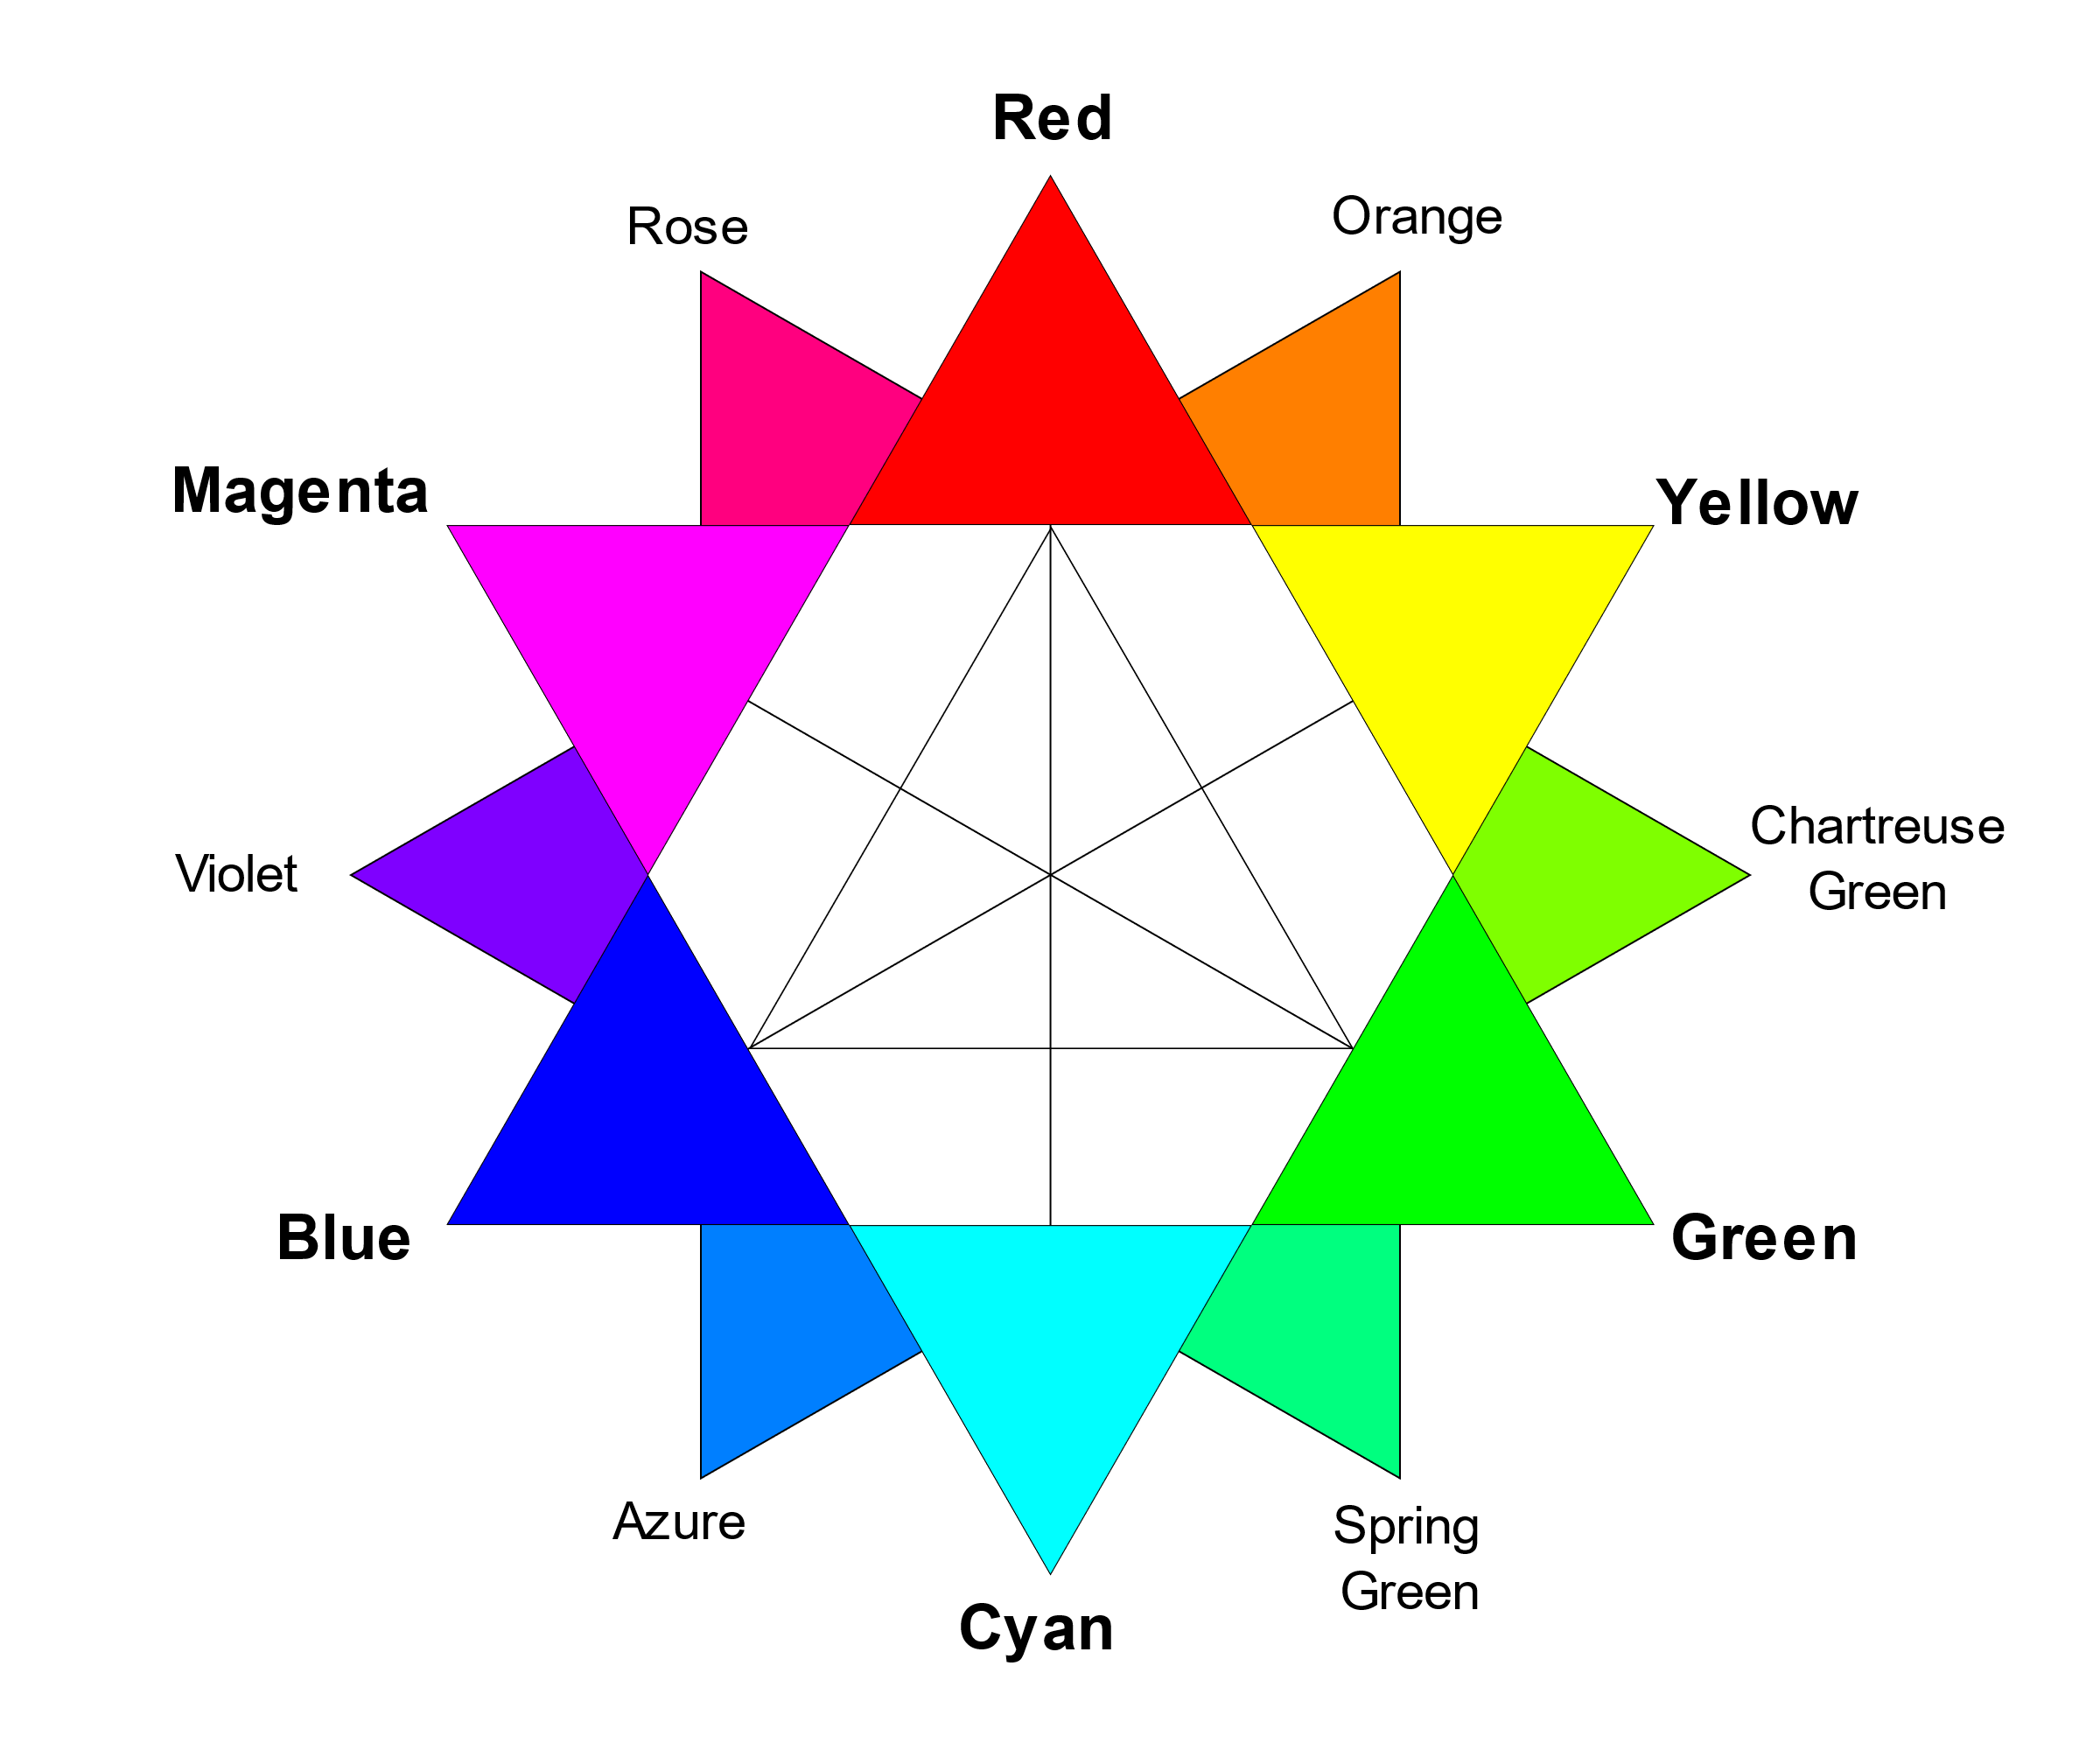 Red
Rose
Orange
Magenta
Yellow
Chartreuse
Green
Violet
Blue
Green
Azure
Spring
Green
Cyan